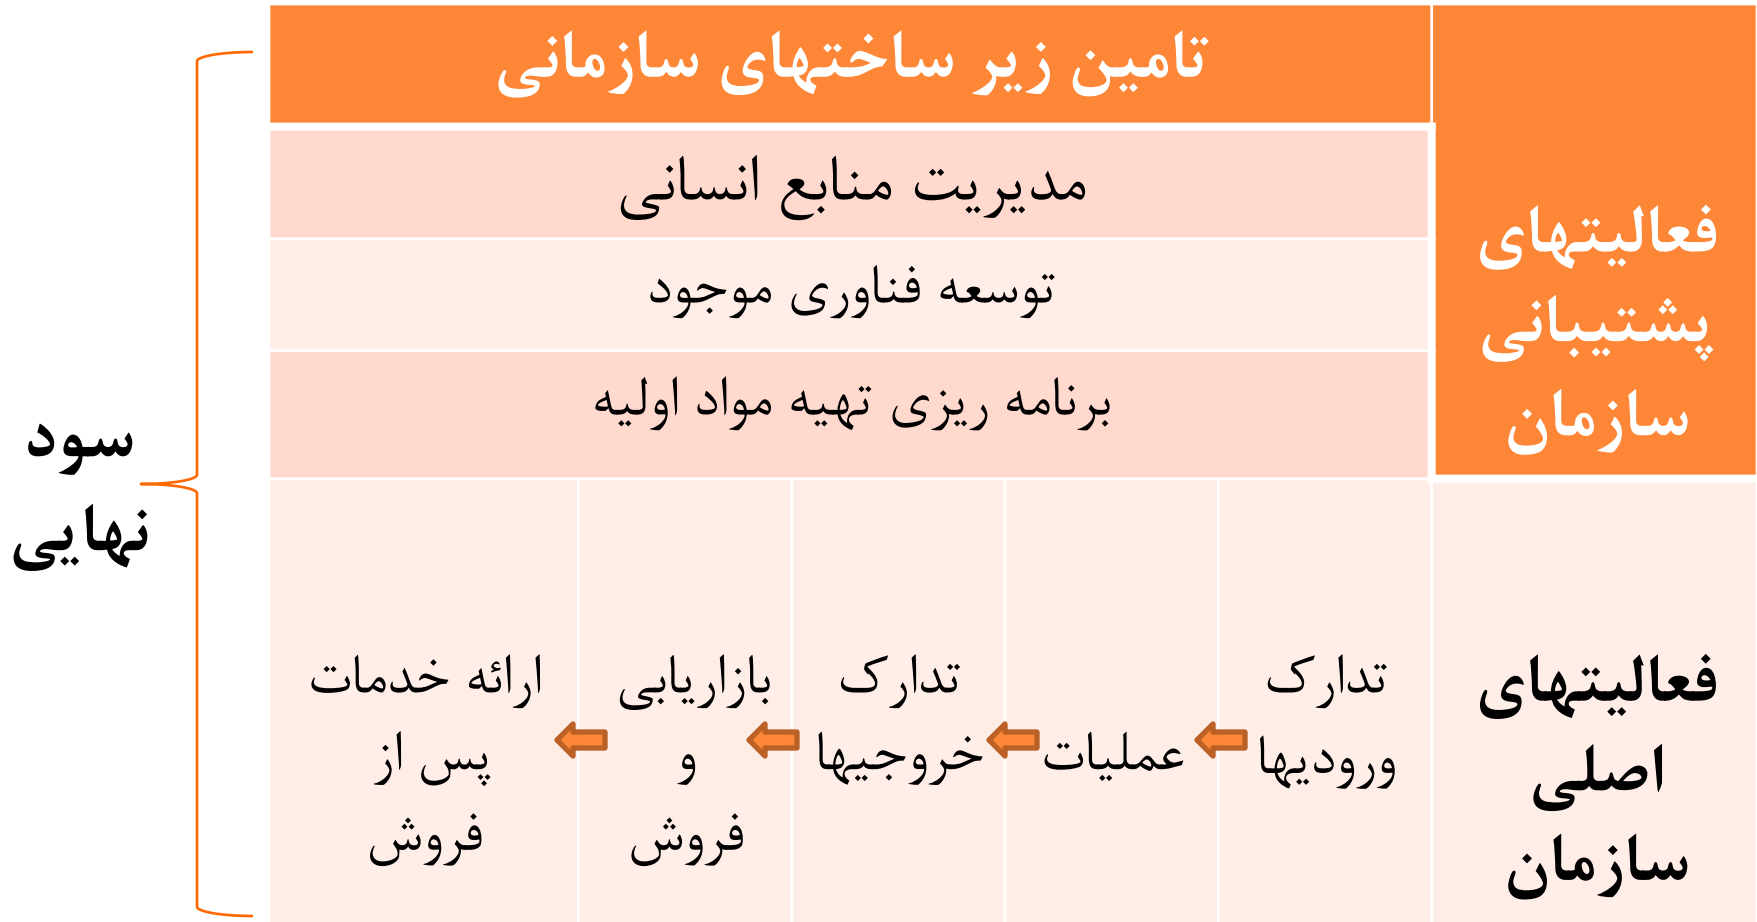 تامین زیر ساختهای سازمانی
فعالیتهای
پشتیبانی
سازمان
مدیریت منابع انسانی
توسعه فناوری موجود
برنامه ریزی تهیه مواد اولیه
فعالیتهای
اصلی
سازمان
تدارک
ورودیها
عملیات
تدارک
خروجیها
بازاریابی
و
فروش
ارائه خدمات
پس از
فروش
سود
نهایی